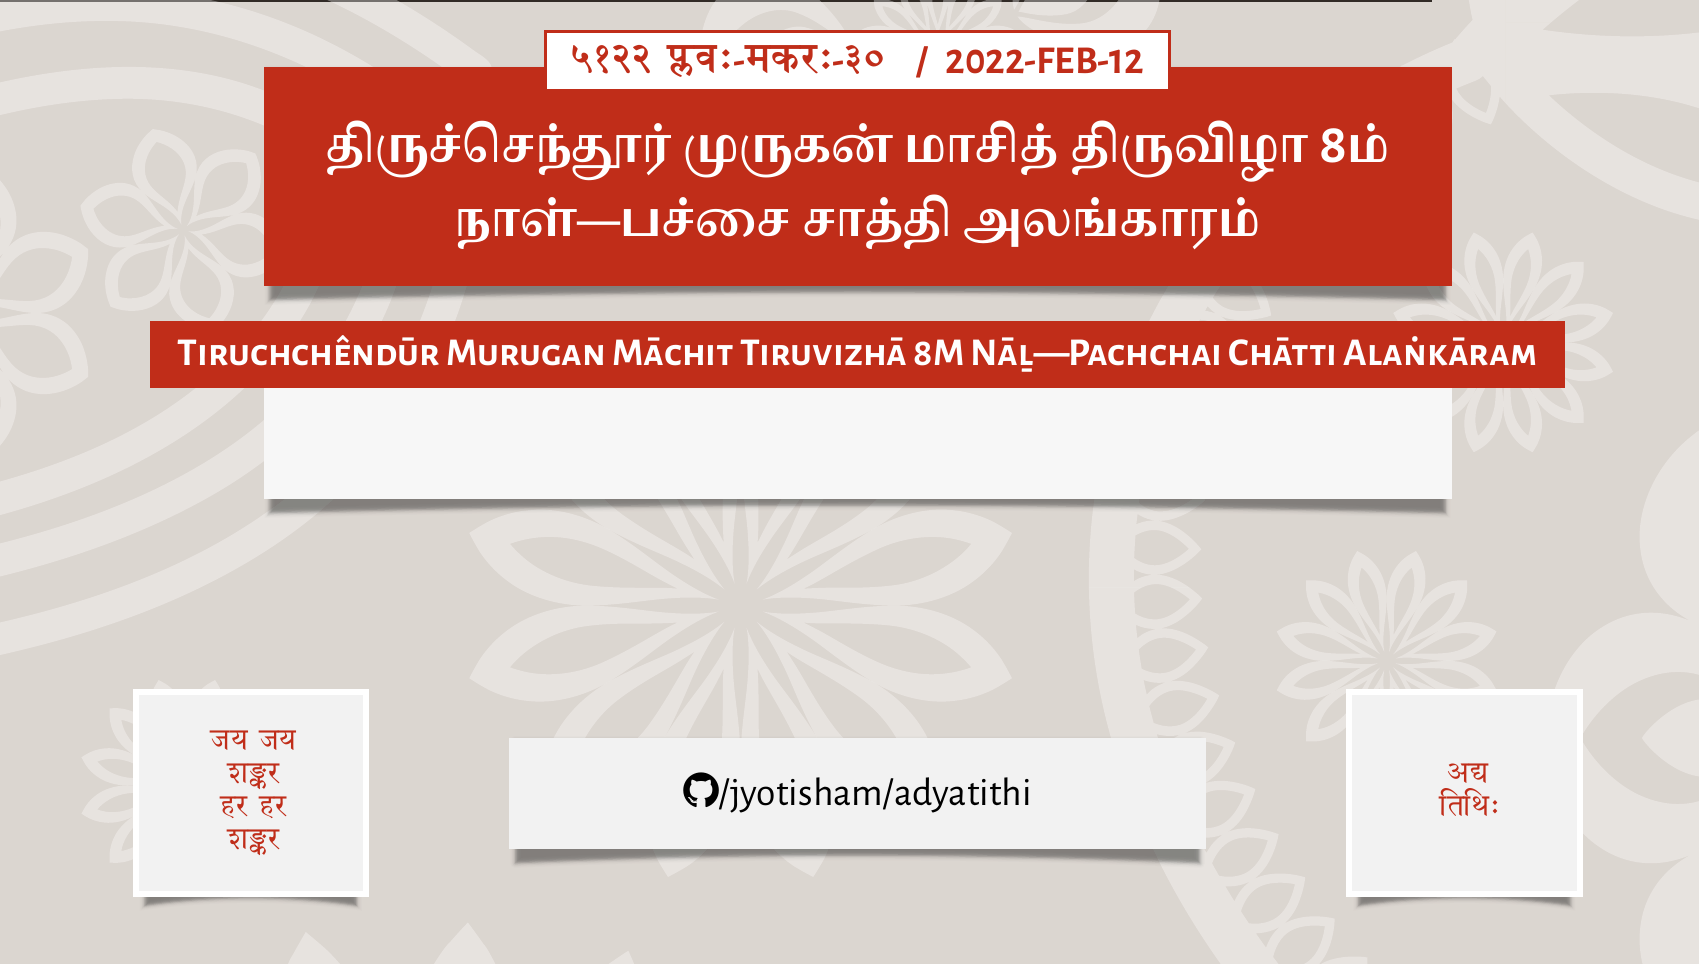 ५१२२ प्लवः-मकरः-३० / 2022-FEB-12
திருச்செந்தூர் முருகன் மாசித் திருவிழா 8ம்
நாள்—பச்சை சாத்தி அலங்காரம்
Tiruchchêndūr Murugan Māchit Tiruvizhā 8M Nāḻ—Pachchai Chātti Alaṅkāram
जय जय
शङ्कर
हर हर
शङ्कर
/jyotisham/adyatithi
अद्य
तिथिः